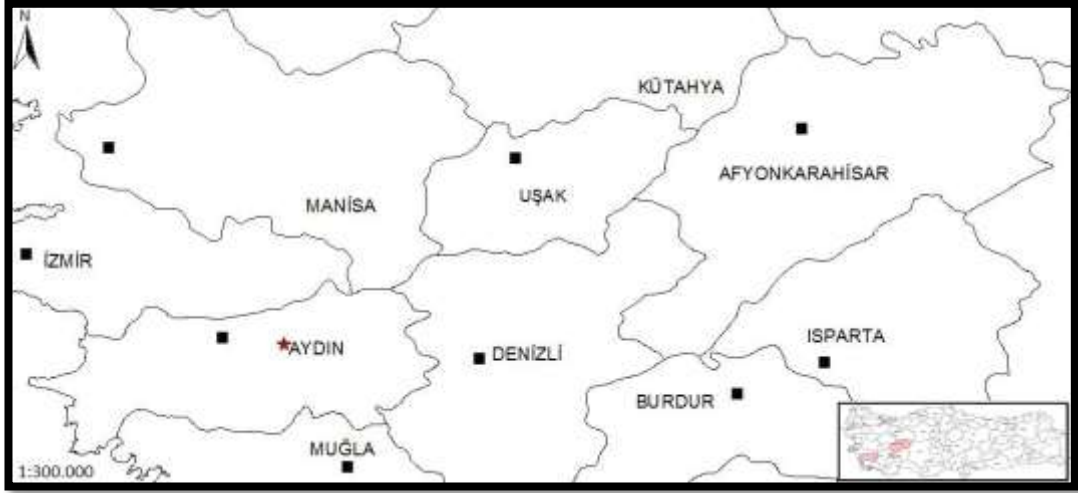 N
KÜTAHYA
AFYONKARAHİSAR
UŞAK
MANİSA
İZMİR
ISPARTA
AYDIN
DENİZLİ
BURDUR
MUĞLA
1:300.000